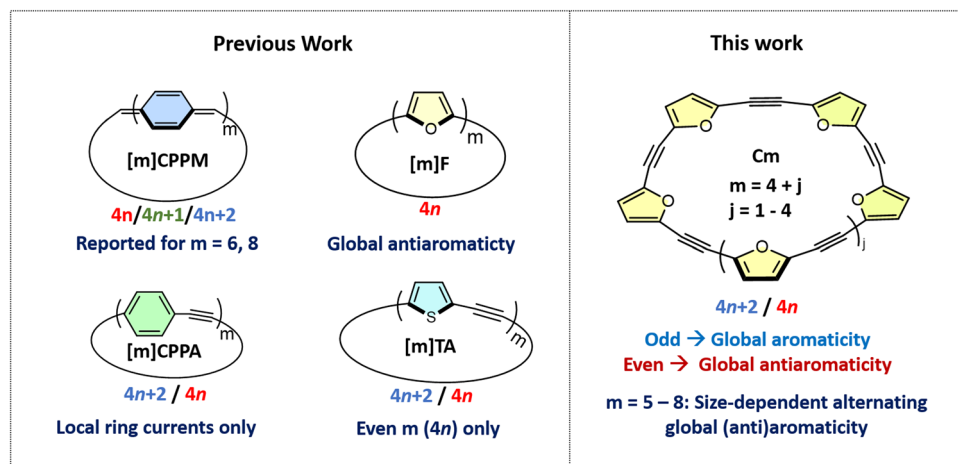 Previous Work
m
[m]CPPM
4n/4n+1/4n+2
Reported for m = 6, 8
O
m
[m]F
4n
Global antiaromaticty
m
[m]CPPA
4n+2 / 4n
Local ring currents only
S
m
[m]TA
4n+2 / 4n
Even m (4n) only
This work
O
O
O
O
O
j
Cm
m = 4 + j
j = 1 - 4
4n+2 / 4n
Odd → Global aromaticity
Even → Global antiaromaticity
m = 5 – 8: Size-dependent alternating
global (anti)aromaticity